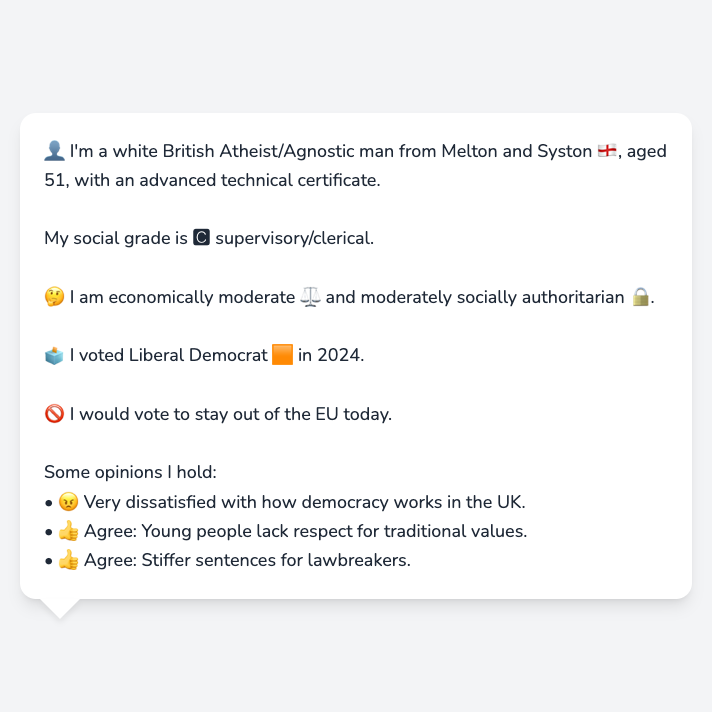 👤 I'm a white British Atheist/Agnostic man from Melton and Syston 🏴󠁧󠁢󠁥󠁮󠁧󠁿, aged
51, with an advanced technical certificate.
My social grade is 🅲 supervisory/clerical.
🤔 I am economically moderate ⚖️ and moderately socially authoritarian 🔒.
🗳️ I voted Liberal Democrat 🟧 in 2024.
🚫 I would vote to stay out of the EU today.
Some opinions I hold:
• 😠 Very dissatisfied with how democracy works in the UK.
• 👍 Agree: Young people lack respect for traditional values.
• 👍 Agree: Stiffer sentences for lawbreakers.